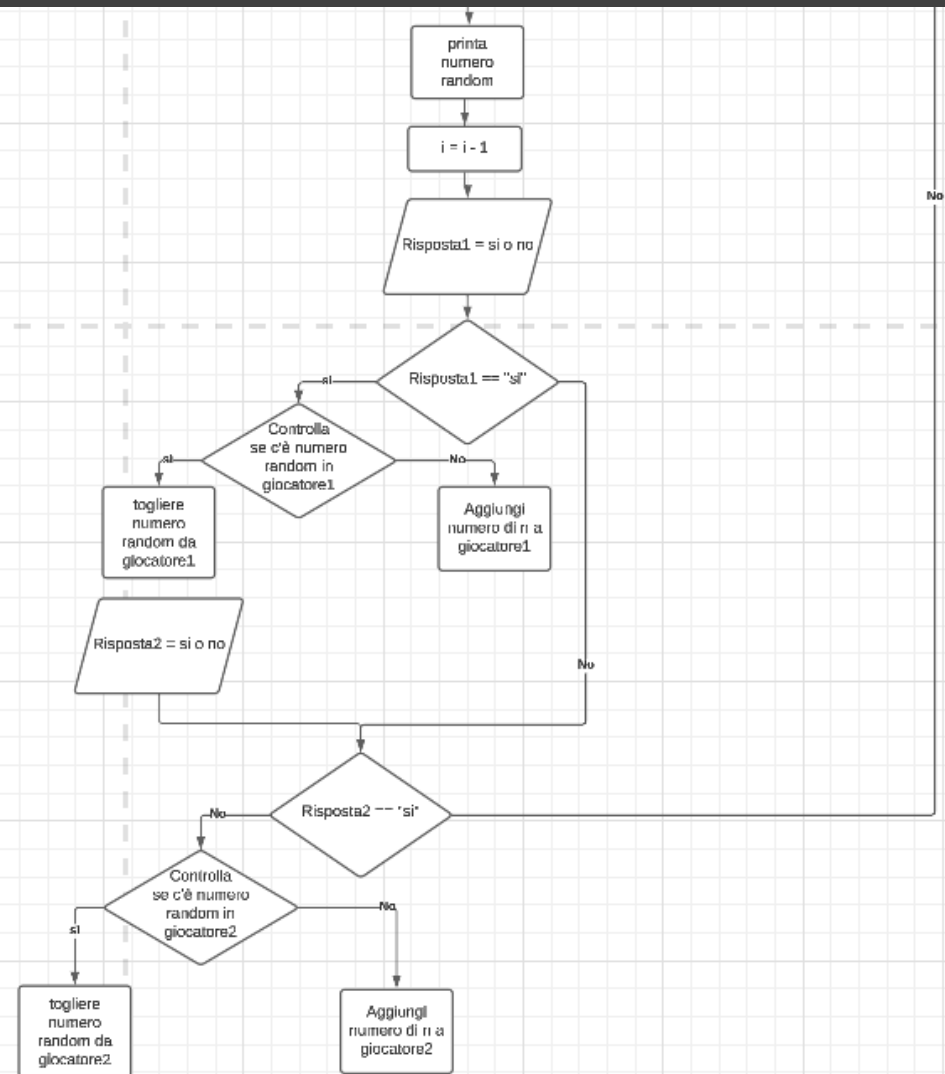 printa
numero
random
i = i - 1
No
Risposta1 = si o no
Risposta1 == "si"
si
Controlla
se c'è numero
random in
giocatore1
si
No
togliere
numero
random da
giocatore1
Aggiungi
numero di n a
giocatore1
Risposta2 = si o no
No
Risposta2 == "si"
No
Controlla
se c'è numero
random in
giocatore2
si
No
togliere
numero
random da
giocatore2
Aggiungi
numero di n a
giocatore2